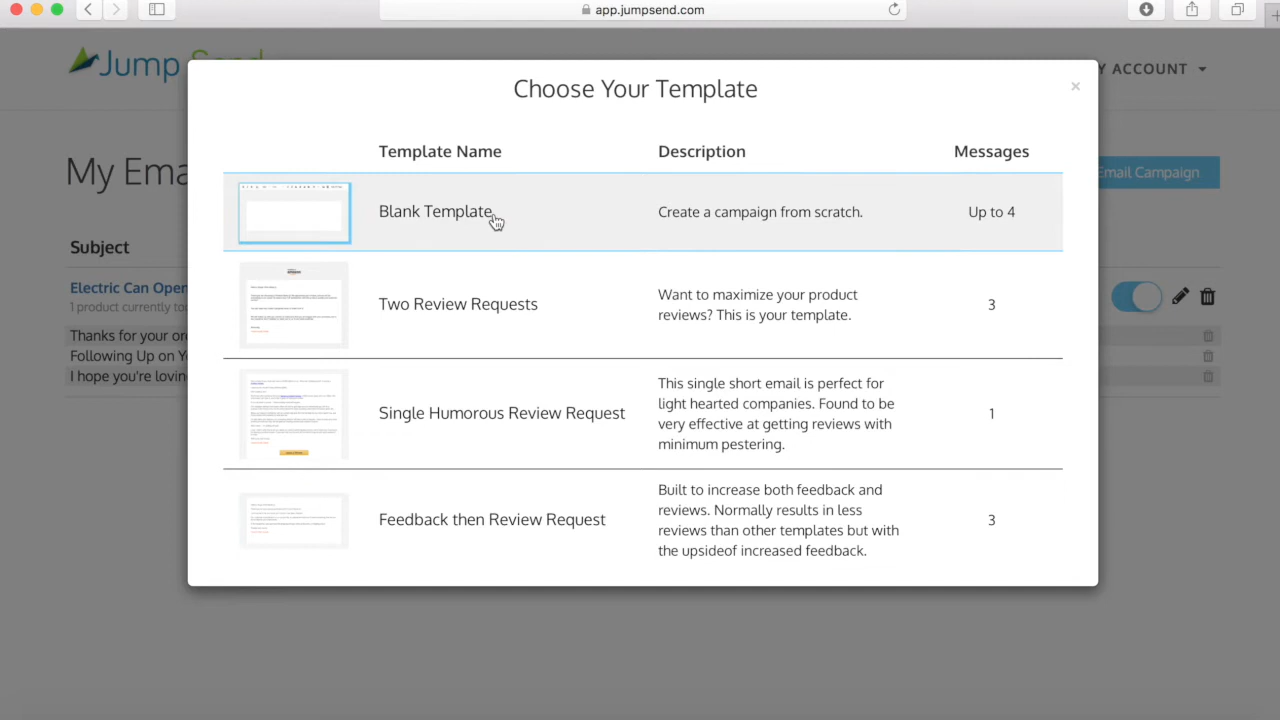 app.jumpsend.com
Jump Send
Y ACCOUNT
Choose Your Template
×
My Ema
Email Campaign
Template Name Description Messages
Blank Template Create a campaign from scratch. Up to 4
Subject
Electric Can Open
1 product currently
Two Review Requests
Want to maximize your product
reviews? This is your template.
3
Thanks for your or
Following Up on Y
I hope you're lovin
Single Humorous Review Request
This single short email is perfect for
light hearted companies. Found to be
very effective at getting reviews with
minimum pestering.
1
Feedback then Review Request
Built to increase both feedback and
reviews. Normally results in less
reviews than other templates but with
the upsideof increased feedback.
3